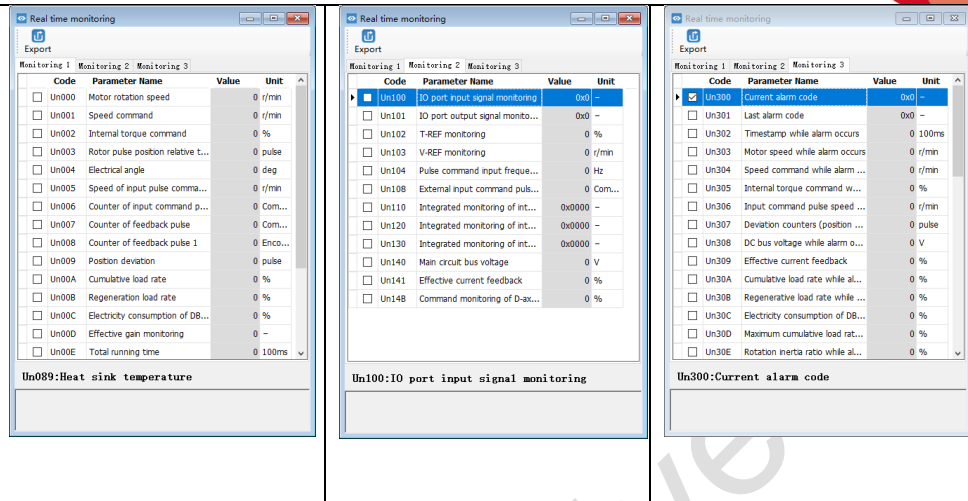 Real time monitoring
Export
Monitoring 1 Monitoring 2 Monitoring 3
Code Parameter Name Value Unit
Un000 Motor rotation speed 0 r/min
Un001 Speed command 0 r/min
Un002 Internal torque command 0 %
Un003 Rotor pulse position relative t... 0 pulse
Un004 Electrical angle 0 deg
Un005 Speed of input pulse comma... 0 r/min
Un006 Counter of input command p... 0 Com...
Un007 Counter of feedback pulse 0 Com...
Un008 Counter of feedback pulse 1 0 Enco...
Un009 Position deviation 0 pulse
Un00A Cumulative load rate 0 %
Un00B Regeneration load rate 0 %
Un00C Electricity consumption of DB... 0 %
Un00D Effective gain monitoring 0 –
Un00E Total running time 0 100ms
Un089:Heat sink temperature
Real time monitoring
Export
Monitoring 1 Monitoring 2 Monitoring 3
Code Parameter Name Value Unit
Un100 IO port input signal monitoring 0x0 –
Un101 IO port output signal monito... 0x0 –
Un102 T-REF monitoring 0 %
Un103 V-REF monitoring 0 r/min
Un104 Pulse command input freque... 0 Hz
Un108 External input command puls... 0 Com...
Un110 Integrated monitoring of int... 0x0000 –
Un120 Integrated monitoring of int... 0x0000 –
Un130 Integrated monitoring of int... 0x0000 –
Un140 Main circuit bus voltage 0 V
Un141 Effective current feedback 0 %
Un14B Command monitoring of D-ax... 0 %
Un100:IO port input signal monitoring
Real time monitoring
Export
Monitoring 1 Monitoring 2 Monitoring 3
Code Parameter Name Value Unit
Un300 Current alarm code 0x0 –
Un301 Last alarm code 0x0 –
Un302 Timestamp while alarm occurs 0 100ms
Un303 Motor speed while alarm occurs 0 r/min
Un304 Speed command while alarm ... 0 r/min
Un305 Internal torque command w... 0 %
Un306 Input command pulse speed ... 0 r/min
Un307 Deviation counters (position ... 0 pulse
Un308 DC bus voltage while alarm o... 0 V
Un309 Effective current feedback 0 %
Un30A Cumulative load rate while al... 0 %
Un30B Regenerative load rate while ... 0 %
Un30C Electricity consumption of DB... 0 %
Un30D Maximum cumulative load rat... 0 %
Un30E Rotation inertia ratio while al... 0 %
Un300:Current alarm code